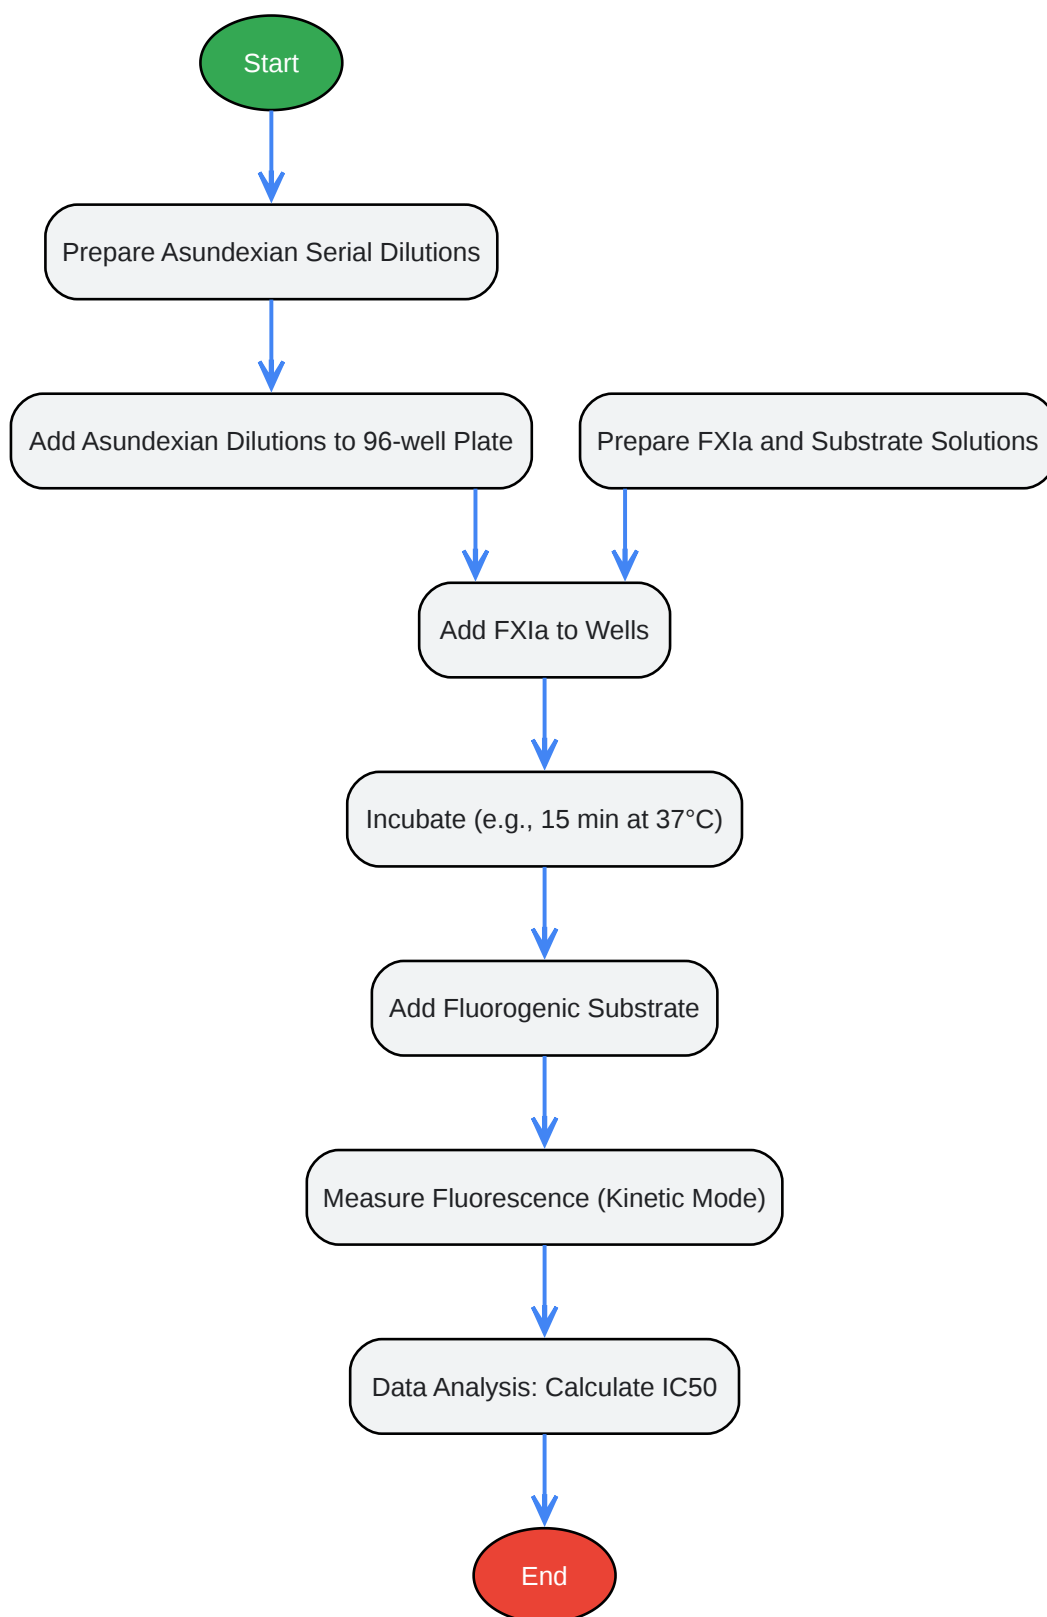 Start
Prepare Asundexian Serial Dilutions
Add Asundexian Dilutions to 96-well Plate
Prepare FXIa and Substrate Solutions
Add FXIa to Wells
Incubate (e.g., 15 min at 37°C)
Add Fluorogenic Substrate
Measure Fluorescence (Kinetic Mode)
Data Analysis: Calculate IC50
End